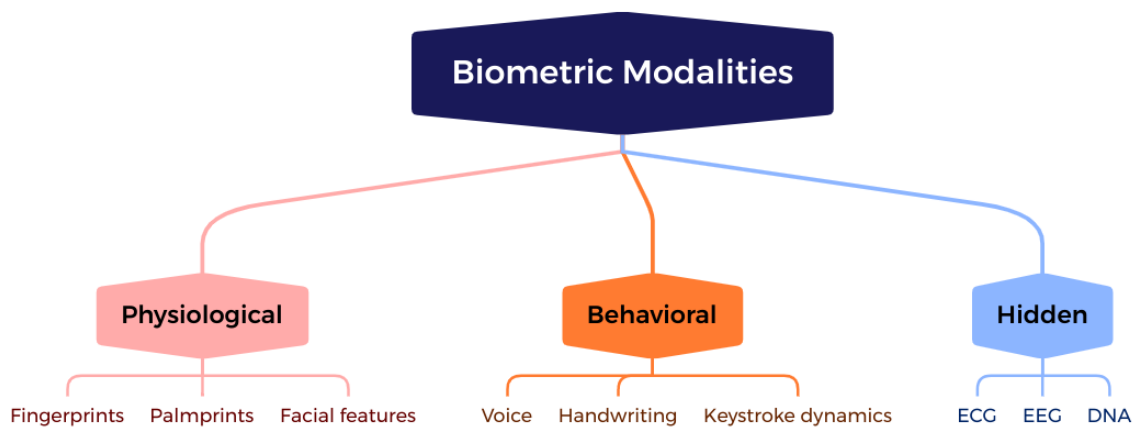 Biometric Modalities
Physiological
Behavioral
Hidden
Fingerprints
Palmprints
Facial features
Voice
Handwriting
Keystroke dynamics
ECG
EEG
DNA